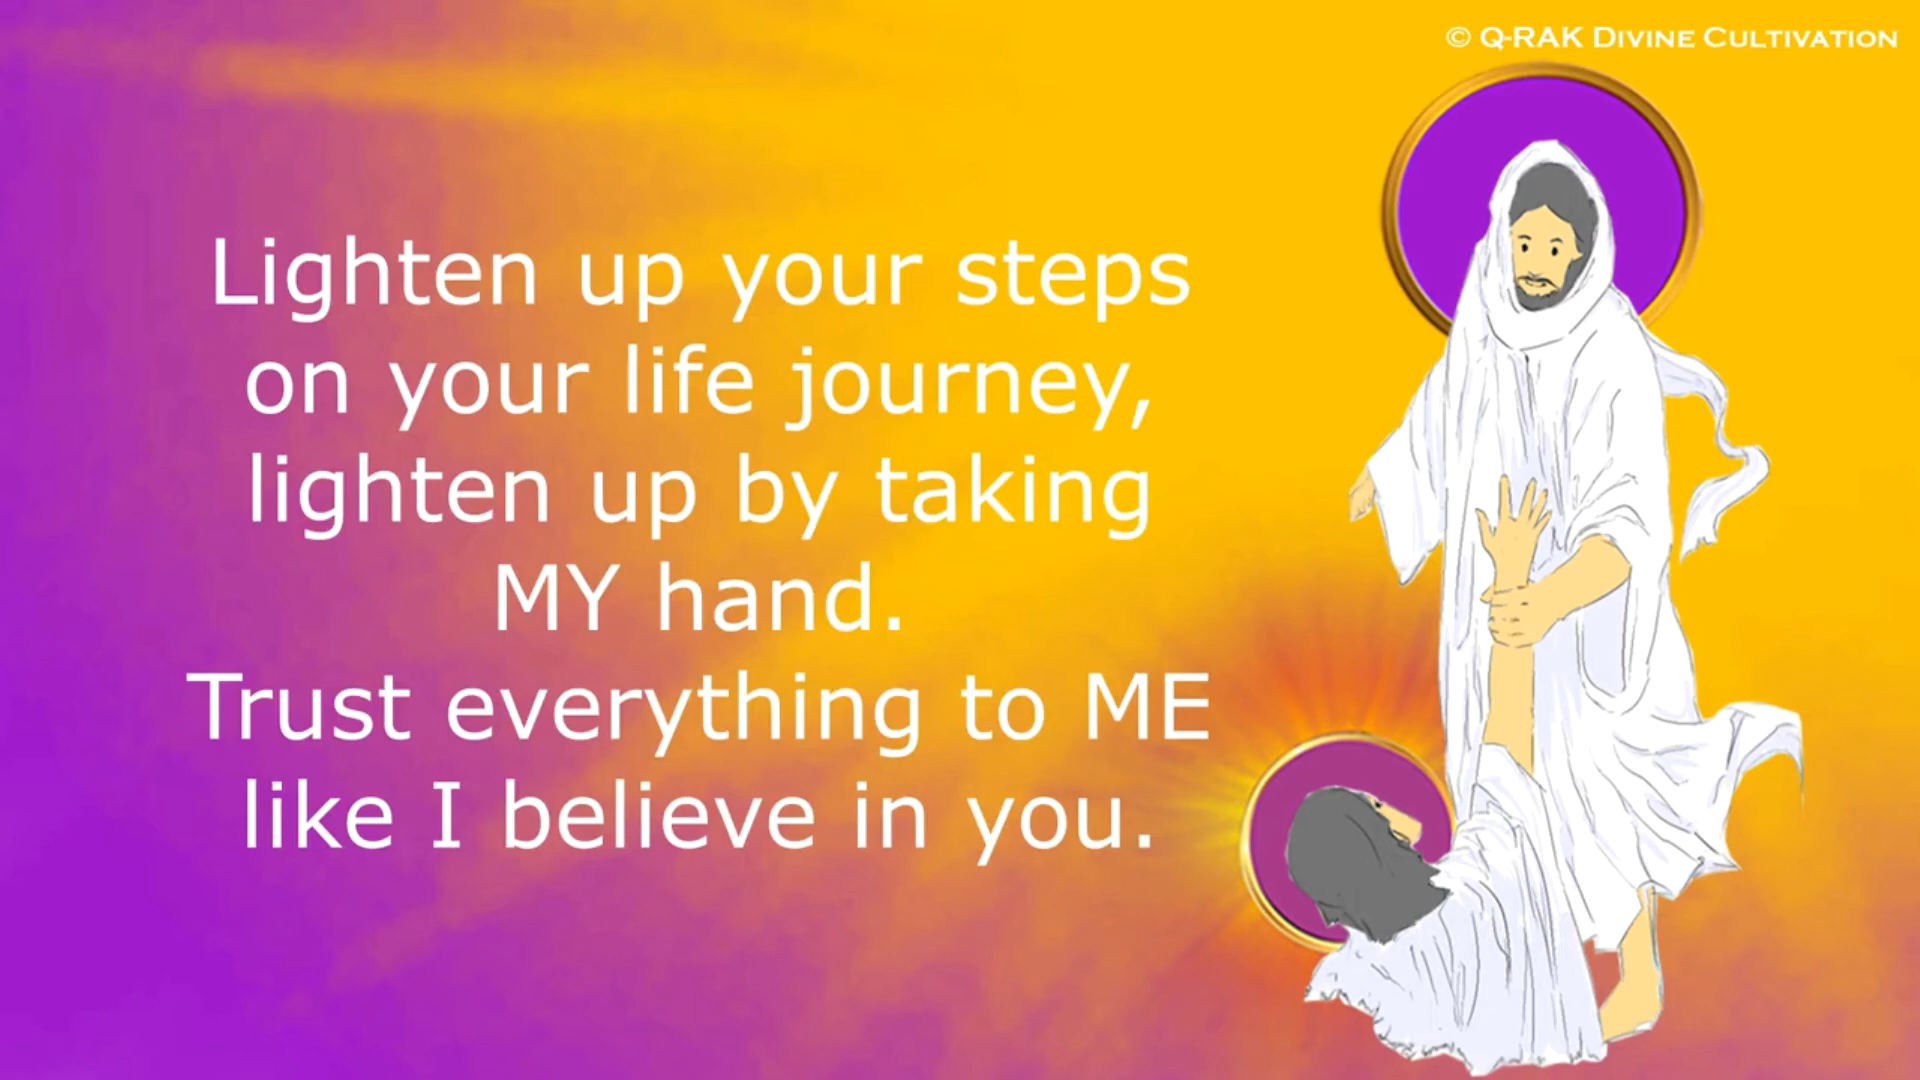 © Q-RAK Divine Cultivation
Lighten up your steps
on your life journey,
lighten up by taking
MY hand.
Trust everything to ME
like I believe in you.